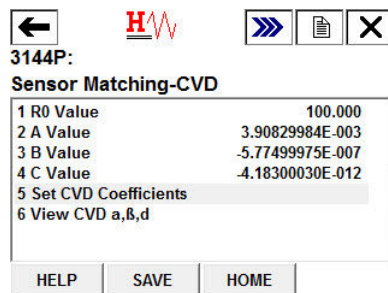 H
3144P:
Sensor Matching-CVD
1 R0 Value 100.000
2 A Value 3.90829984E-003
3 B Value -5.77499975E-007
4 C Value -4.18300030E-012
5 Set CVD Coefficients
6 View CVD a,ß,d
HELP SAVE HOME